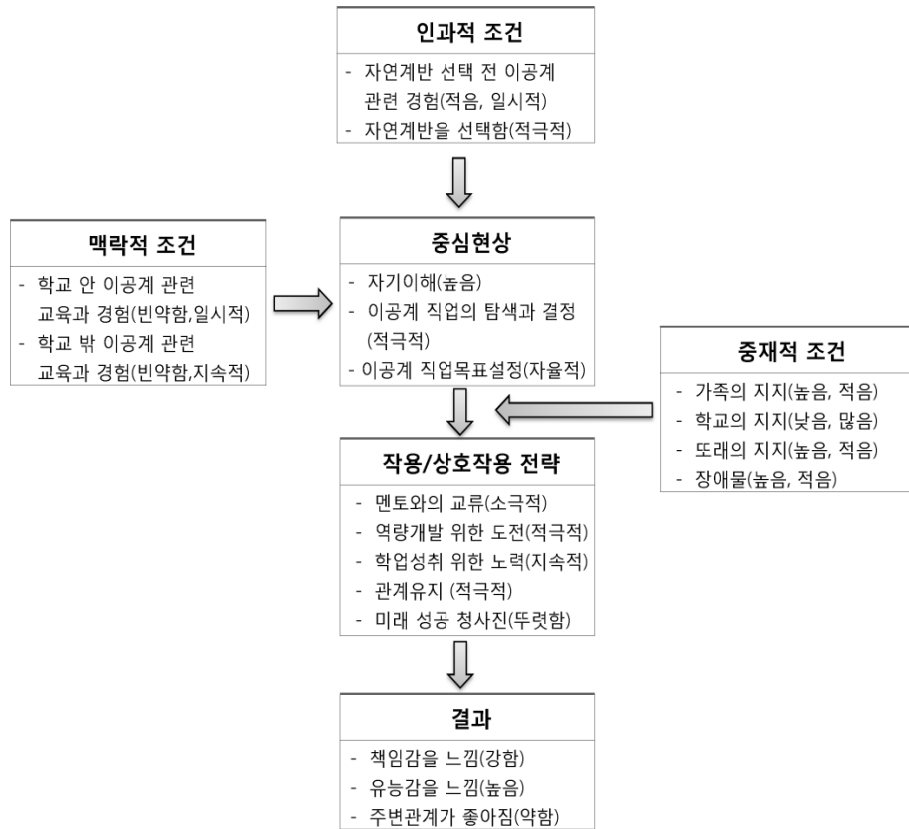 인과적 조건
- 자연계반 선택 전 이공계
관련 경험(적음, 일시적)
- 자연계반을 선택함(적극적)
맥락적 조건
- 학교 안 이공계 관련
교육과 경험(빈약함,일시적)
- 학교 밖 이공계 관련
교육과 경험(빈약함,지속적)
중심현상
- 자기이해(높음)
- 이공계 직업의 탐색과 결정
(적극적)
- 이공계 직업목표설정(자율적)
중재적 조건
- 가족의 지지(높음, 적음)
- 학교의 지지(낮음, 많음)
- 또래의 지지(높음, 적음)
- 장애물(높음, 적음)
작용/상호작용 전략
- 멘토와의 교류(소극적)
- 역량개발 위한 도전(적극적)
- 학업성취 위한 노력(지속적)
- 관계유지 (적극적)
- 미래 성공 청사진(뚜렷함)
결과
- 책임감을 느낌(강함)
- 유능감을 느낌(높음)
- 주변관계가 좋아짐(약함)